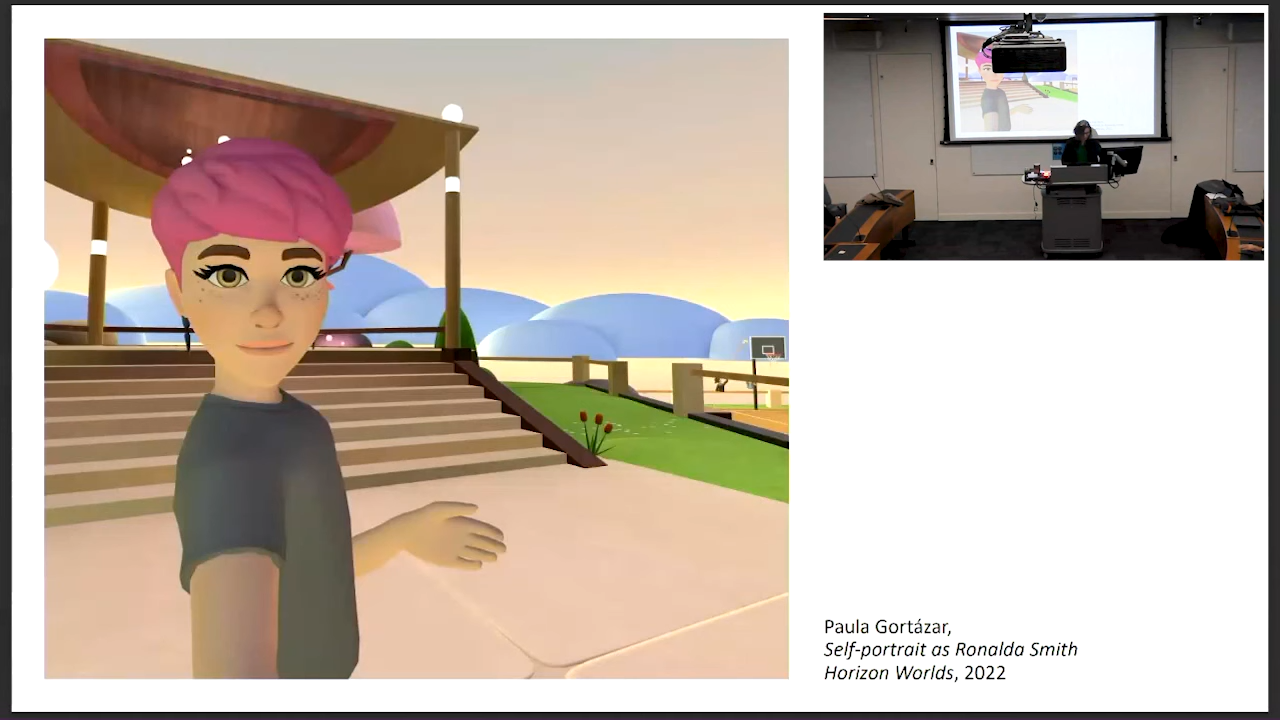 Paula Gortázar,
Self-portrait as Ronalda Smith
Horizon Worlds, 2022